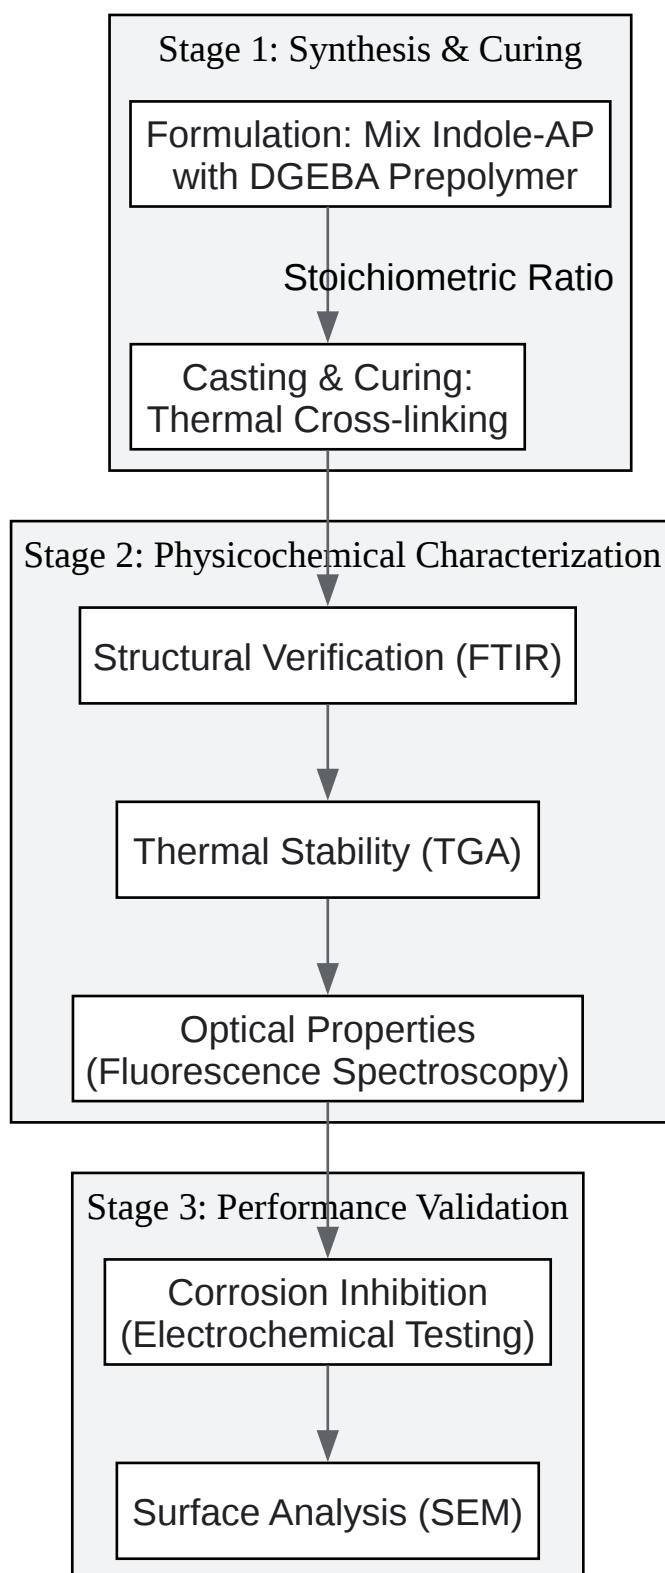 Stage 1: Synthesis & Curing
Formulation: Mix Indole-AP
with DGEBA Prepolymer
Stoichiometric Ratio
Casting & Curing:
Thermal Cross-linking
Stage 2: Physicochemical Characterization
Structural Verification (FTIR)
Thermal Stability (TGA)
Optical Properties
(Fluorescence Spectroscopy)
Stage 3: Performance Validation
Corrosion Inhibition
(Electrochemical Testing)
Surface Analysis (SEM)